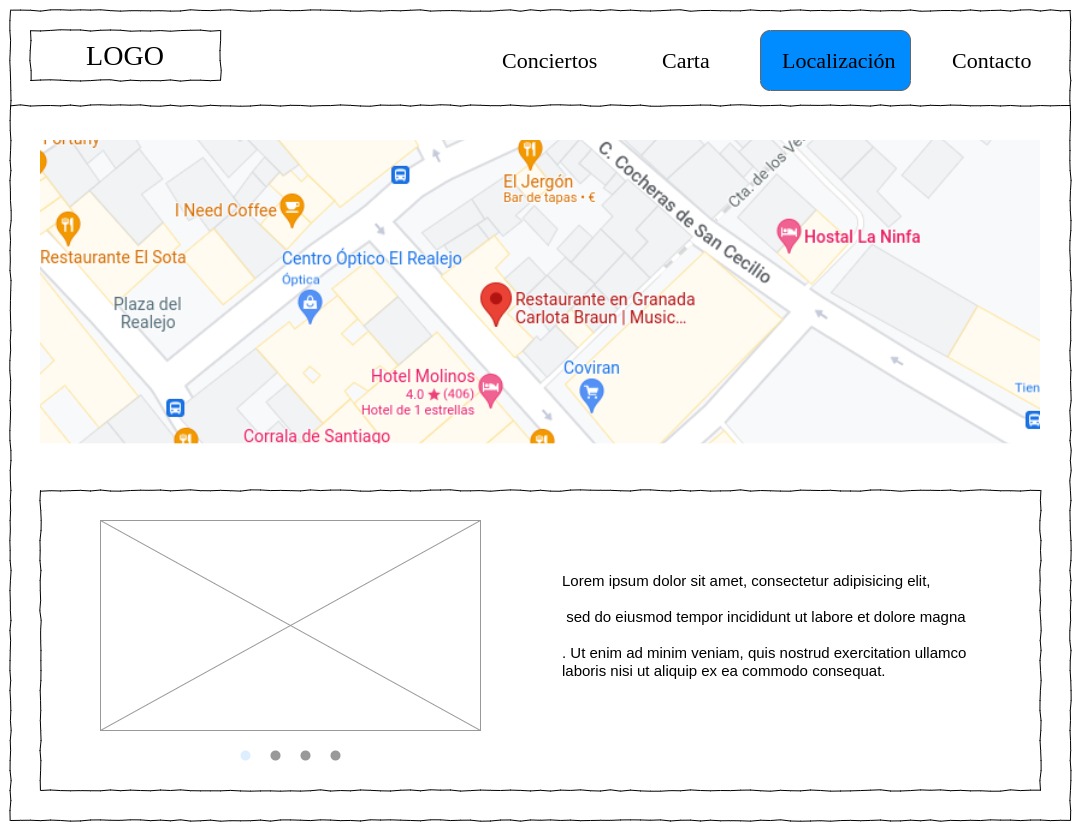 LOGO
Conciertos
Carta
Localización
Contacto
Portuny
C. Cocheras de San Cecilio
Cta. de los
El Jergón
Bar de tapas • €
I Need Coffee
Hostal La Ninfa
Restaurante El Sota
Centro Óptico El Realejo
Óptica
Plaza del
Realejo
Restaurante en Granada
Carlota Braun | Music...
Hotel Molinos
4.0 ★ (406)
Hotel de 1 estrellas
Coviran
Tien
Corrala de Santiago
Lorem ipsum dolor sit amet, consectetur adipisicing elit,
sed do eiusmod tempor incididunt ut labore et dolore magna
. Ut enim ad minim veniam, quis nostrud exercitation ullamco
laboris nisi ut aliquip ex ea commodo consequat.